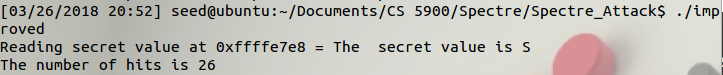 [03/26/2018 20:52] seed@ubuntu:~/Documents/CS 5900/Spectre/Spectre_Attack$ ./imp
roved
Reading secret value at 0xffffe7e8 = The  secret value is S
The number of hits is 26